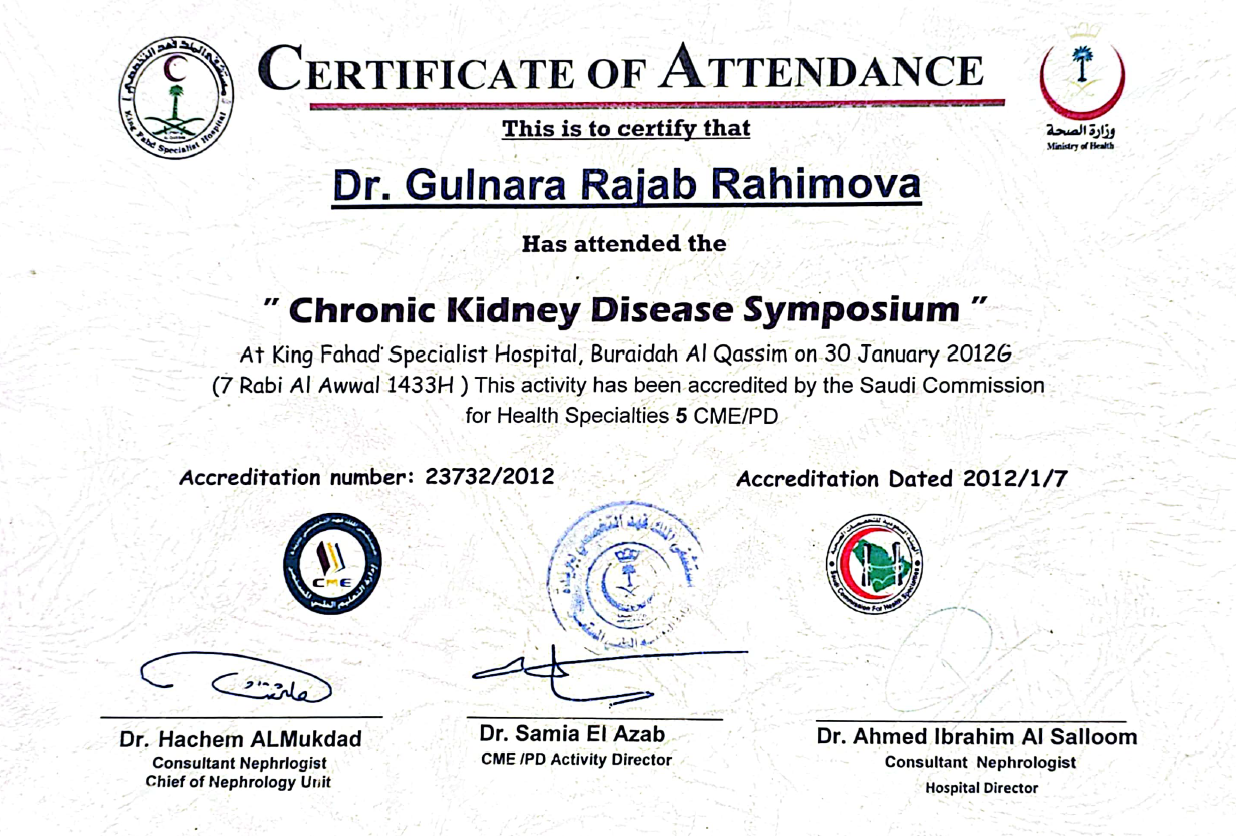 مستشفى الملك فهد التخصصي
King Fahd Specialist Hospital
CERTIFICATE OF ATTENDANCE
وزارة الصحة
Ministry of Health
This is to certify that
Dr. Gulnara Rajab Rahimova
Has attended the
" Chronic Kidney Disease Symposium "
At King Fahad Specialist Hospital, Buraidah Al Qassim on 30 January 2012G
(7 Rabi Al Awwal 1433H ) This activity has been accredited by the Saudi Commission
for Health Specialties 5 CME/PD
Accreditation number: 23732/2012 Accreditation Dated 2012/1/7
CME
الهيئة السعودية للتخصصات الصحية
Saudi Commission For Health Specialties
Dr. Hachem ALMukdad Dr. Samia El Azab Dr. Ahmed Ibrahim Al Salloom
Consultant Nephrlogist CME /PD Activity Director Consultant Nephrologist
Chief of Nephrology Unit Hospital Director